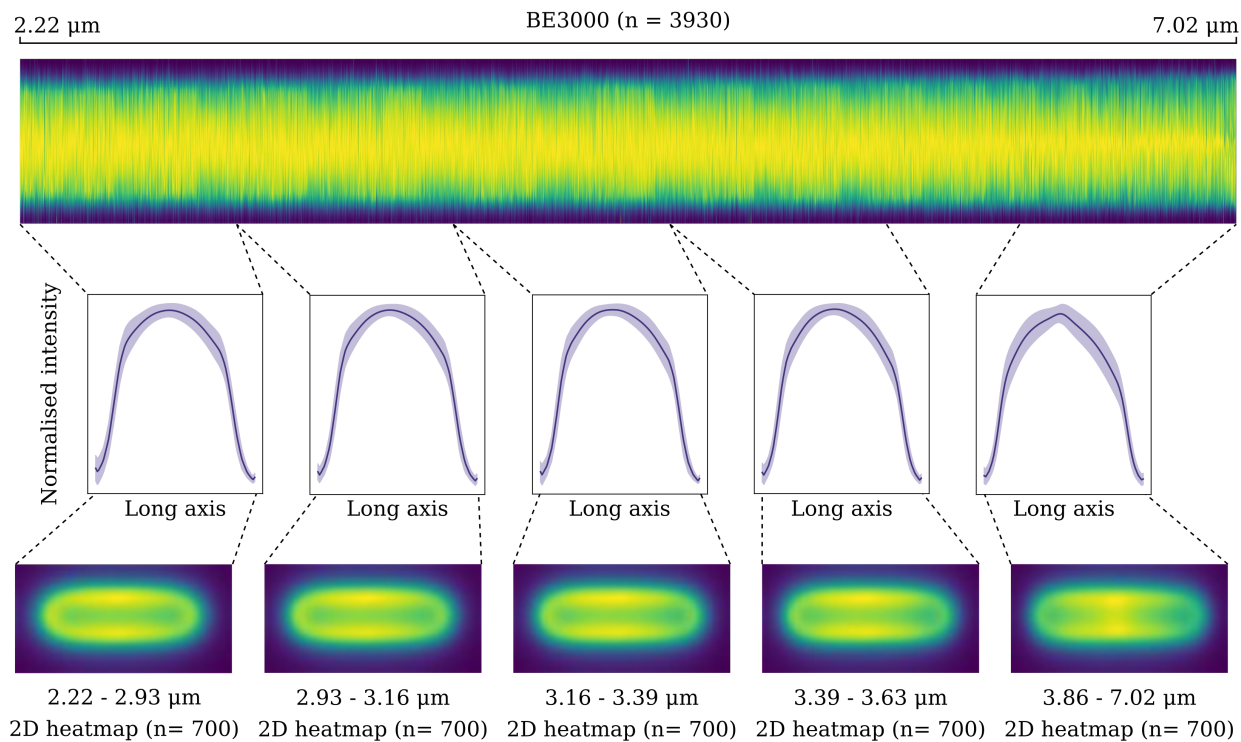 2.22 µm BE3000 (n = 3930) 7.02 µm
Normalised intensity
Long axis Long axis Long axis Long axis Long axis
2.22 - 2.93 µm 2.93 - 3.16 µm 3.16 - 3.39 µm 3.39 - 3.63 µm 3.86 - 7.02 µm
2D heatmap (n= 700) 2D heatmap (n= 700) 2D heatmap (n= 700) 2D heatmap (n= 700) 2D heatmap (n= 700)